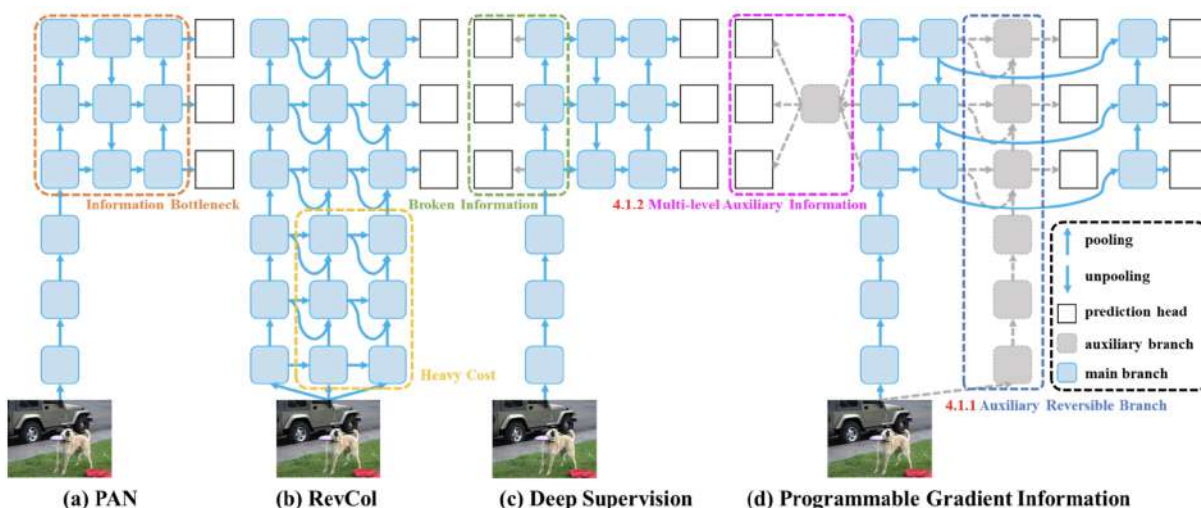 Information Bottleneck
Broken Information
4.1.2 Multi-level Auxiliary Information
pooling
unpooling
prediction head
auxiliary branch
main branch
Heavy Cost
4.1.1 Auxiliary Reversible Branch
(a) PAN
(b) RevCol
(c) Deep Supervision
(d) Programmable Gradient Information